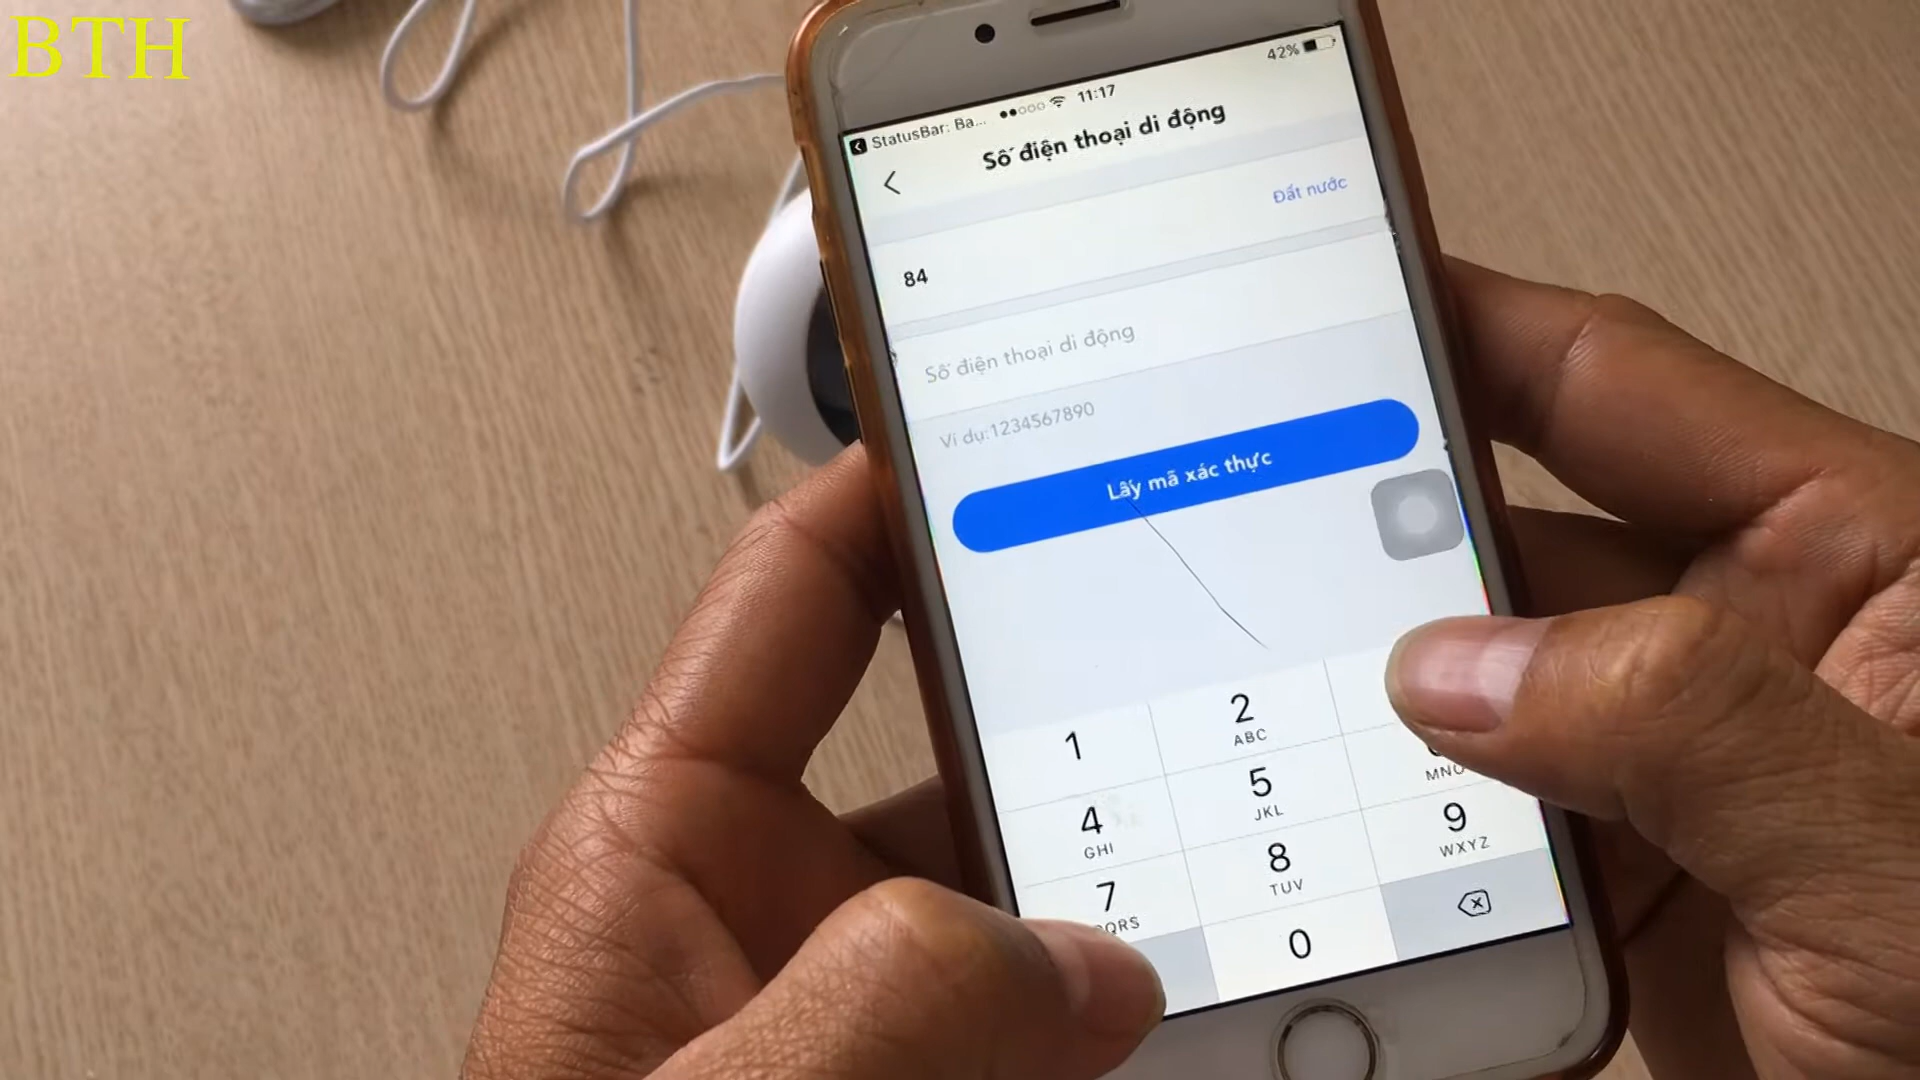 BTH
StatusBar: Ba... 11:17 42%
Số điện thoại di động
Đất nước
84
Số điện thoại di động
Ví dụ:1234567890
Lấy mã xác thực
1
2
ABC
MNO
4
GHI
5
JKL
7
PQRS
8
TUV
9
WXYZ
0